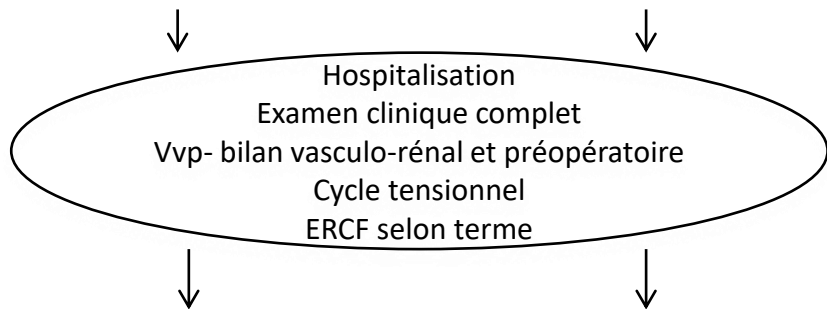 Hospitalisation
Examen clinique complet
Vvp- bilan vasculo-rénal et préopératoire
Cycle tensionnel
ERCF selon terme